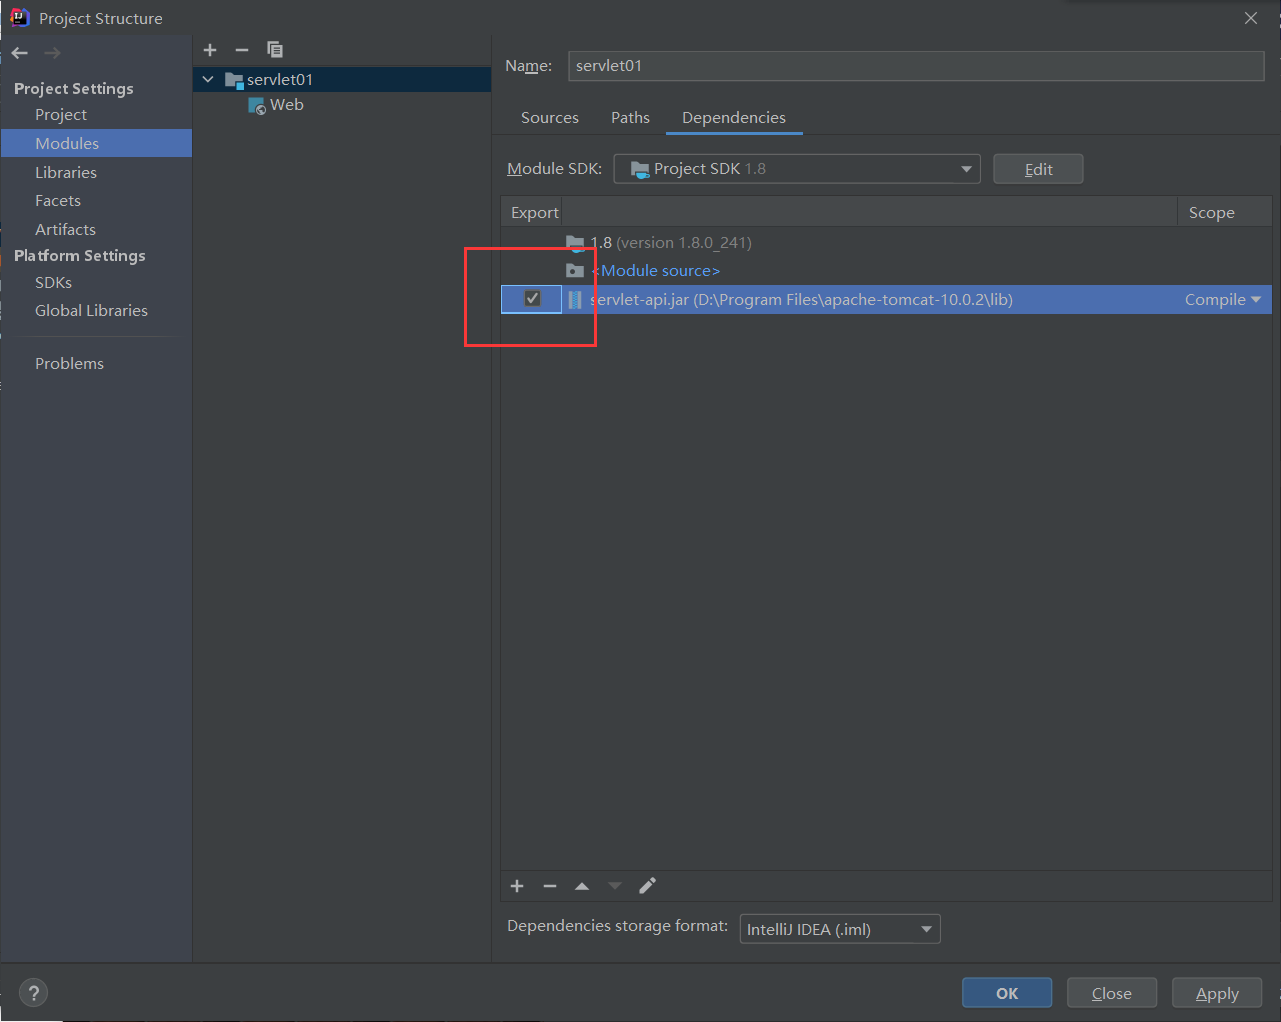 Project Structure
Project Settings
Project
Modules
Libraries
Facets
Artifacts
Platform Settings
SDKs
Global Libraries
Problems
servlet01
Web
Name: servlet01
Sources Paths Dependencies
Module SDK: Project SDK 1.8 Edit
Export Scope
1.8 (version 1.8.0_241)
<Module source>
servlet-api.jar (D:\Program Files\apache-tomcat-10.0.2\lib) Compile
Dependencies storage format: IntelliJ IDEA (.iml)
? OK Close Apply